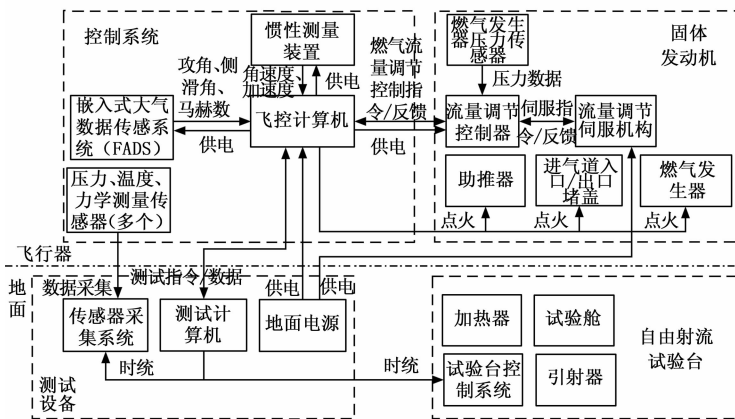 控制系统
惯性测量
装置
燃气流
量调节
控制指
令/反馈
燃气发生
器压力传
感器
固体
发动机
攻角、侧
滑角、
马赫数
角速度、
加速度
供电
压力数据
嵌入式大气
数据传感系
统（FADS）
供电
飞控计算机
供电
流量调节
控制器
伺服指
令/反馈
流量调节
伺服机构
压力、温度、
力学测量传
感器(多个)
助推器
进气道入
口/出口
堵盖
燃气发
生器
点火
点火
点火
飞行器
地
面
数据采集
测试指令/数据
供电
供电
传感器采
集系统
测试计
算机
地面电源
加热器
试验舱
自由射流
试验台
时统
时统
试验台控
制系统
引射器
测试
设备